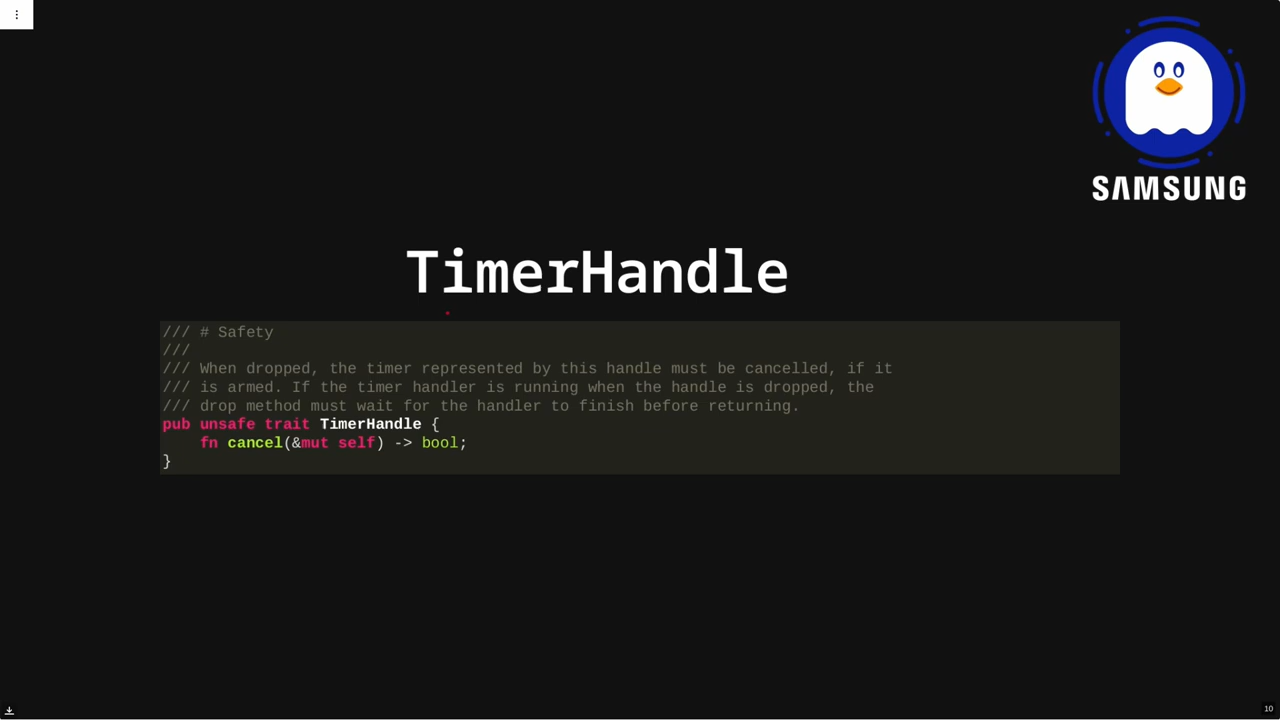 SAMSUNG
TimerHandle
/// # Safety
///
/// When dropped, the timer represented by this handle must be cancelled, if it
/// is armed. If the timer handler is running when the handle is dropped, the
/// drop method must wait for the handler to finish before returning.
pub unsafe trait TimerHandle {
    fn cancel(&mut self) -> bool;
}
10